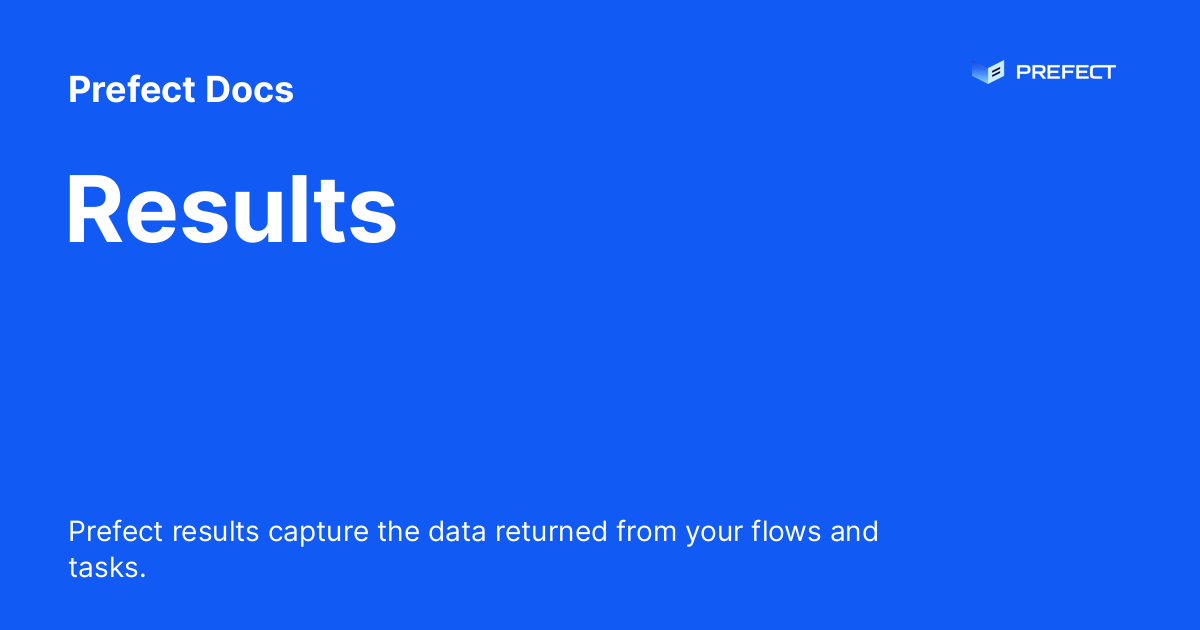 Prefect Docs
PREFECT
Results
Prefect results capture the data returned from your flows and
tasks.